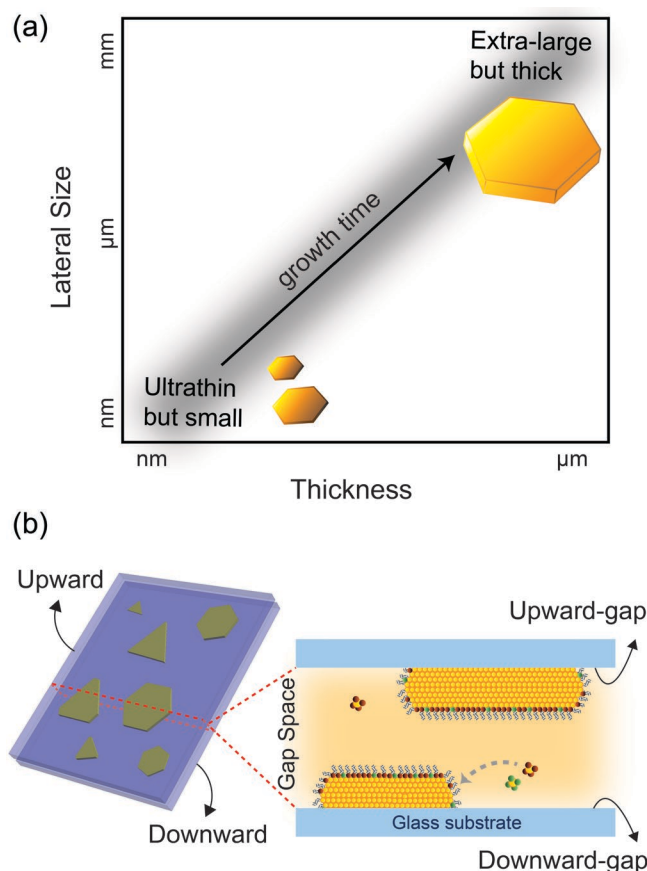 (a)
Extra-large
but thick
mm
µm
nm
Lateral Size
growth time
Ultrathin
but small
nm
µm
Thickness
(b)
Upward
Upward-gap
Gap Space
Glass substrate
Downward
Downward-gap